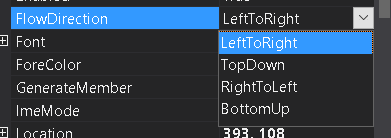 FlowDirection LeftToRight
Font LeftToRight
ForeColor TopDown
GenerateMember RightToLeft
ImeMode BottomUp
Location 393, 108